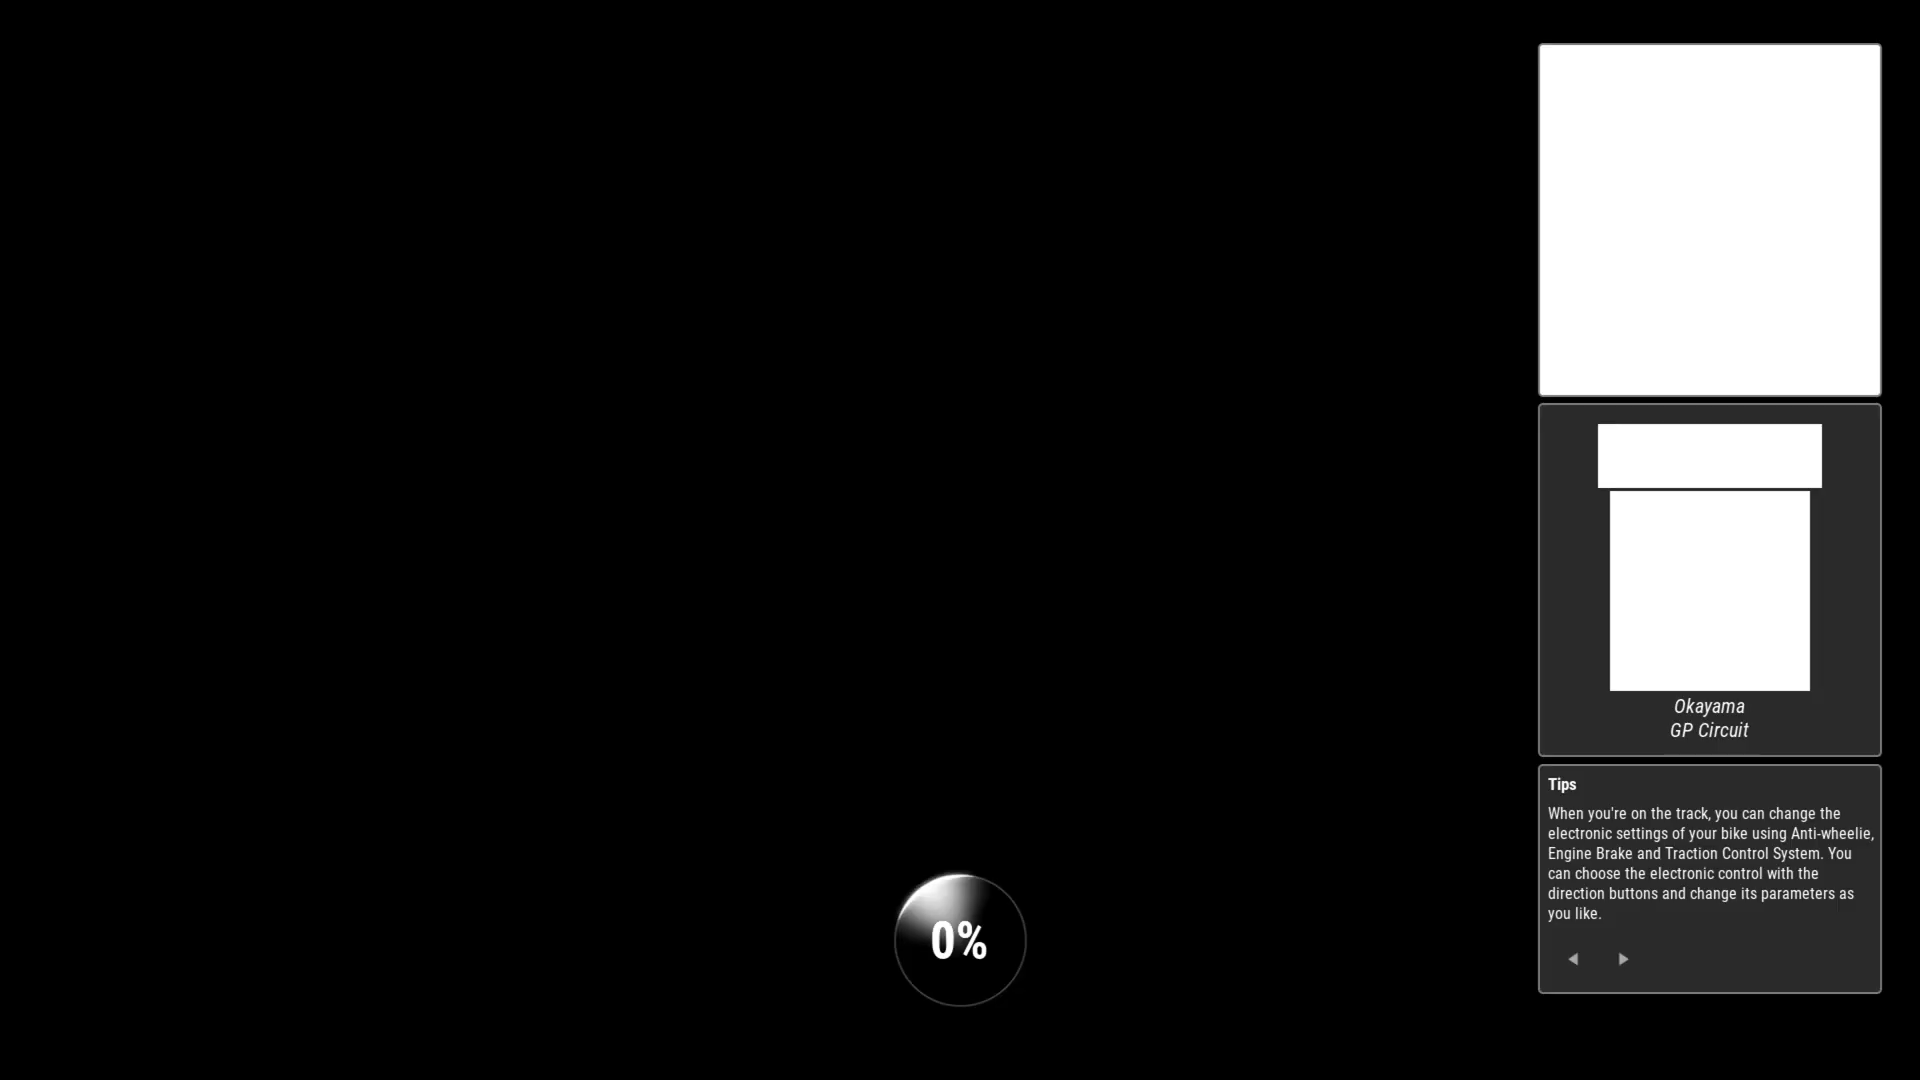 Okayama
GP Circuit
Tips
When you're on the track, you can change the
electronic settings of your bike using Anti-wheelie,
Engine Brake and Traction Control System. You
can choose the electronic control with the
direction buttons and change its parameters as
you like.
0%